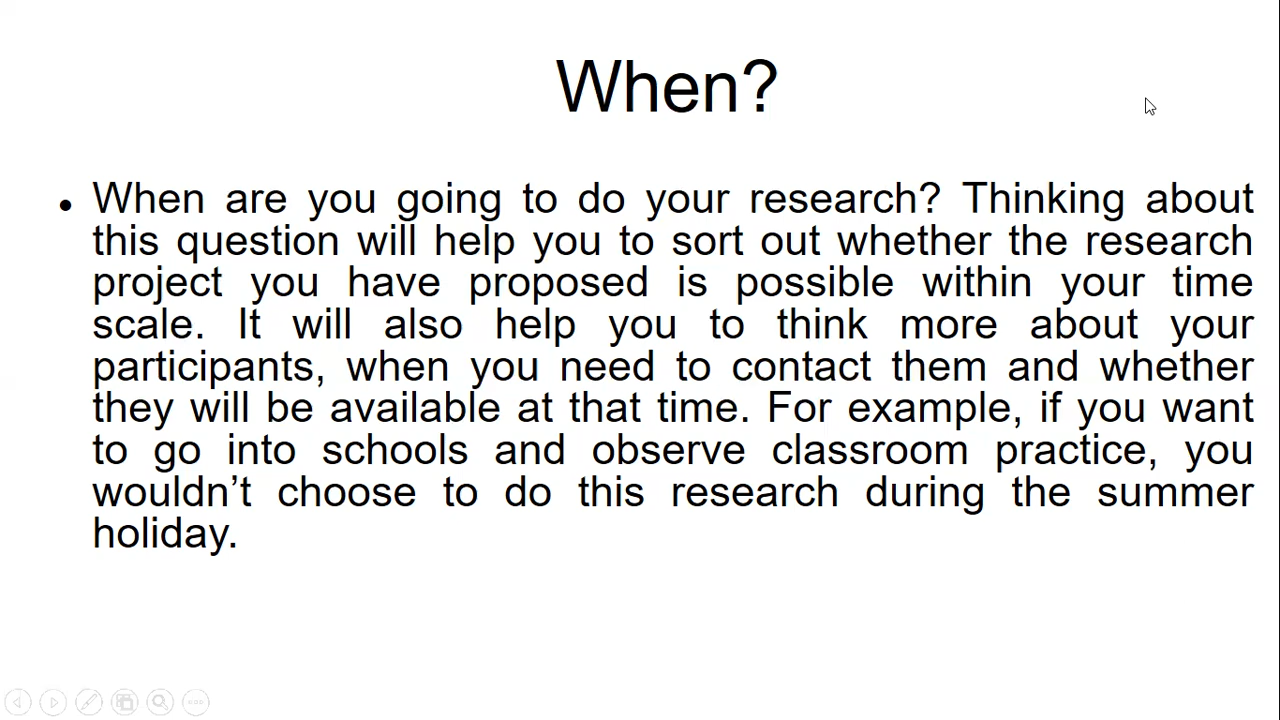 When?
• When are you going to do your research? Thinking about
this question will help you to sort out whether the research
project you have proposed is possible within your time
scale. It will also help you to think more about your
participants, when you need to contact them and whether
they will be available at that time. For example, if you want
to go into schools and observe classroom practice, you
wouldn’t choose to do this research during the summer
holiday.